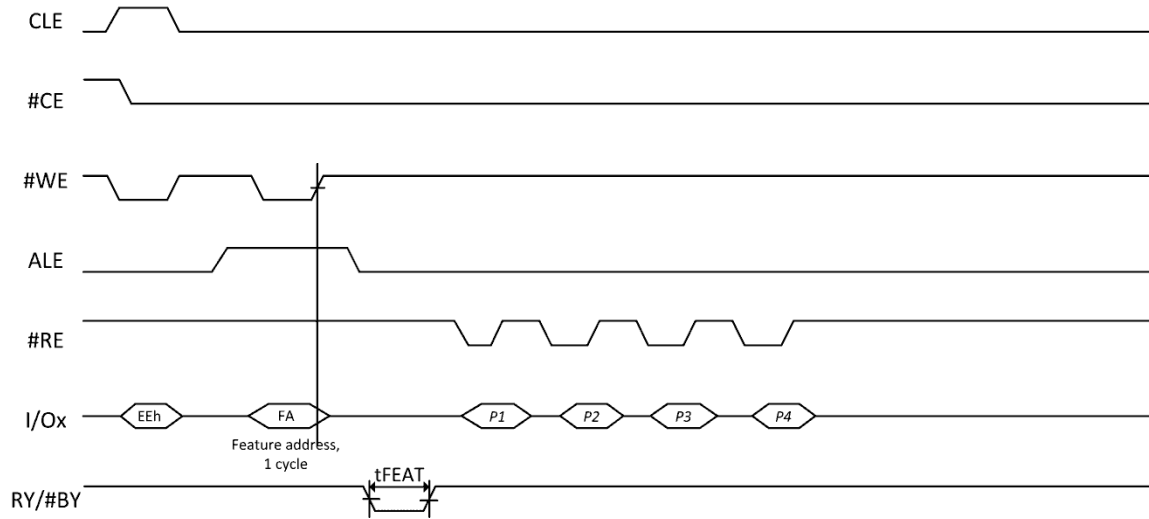 CLE
#CE
#WE
ALE
#RE
I/Ox
EEh
FA
P1
P2
P3
P4
Feature address,
1 cycle
tFEAT
RY/#BY